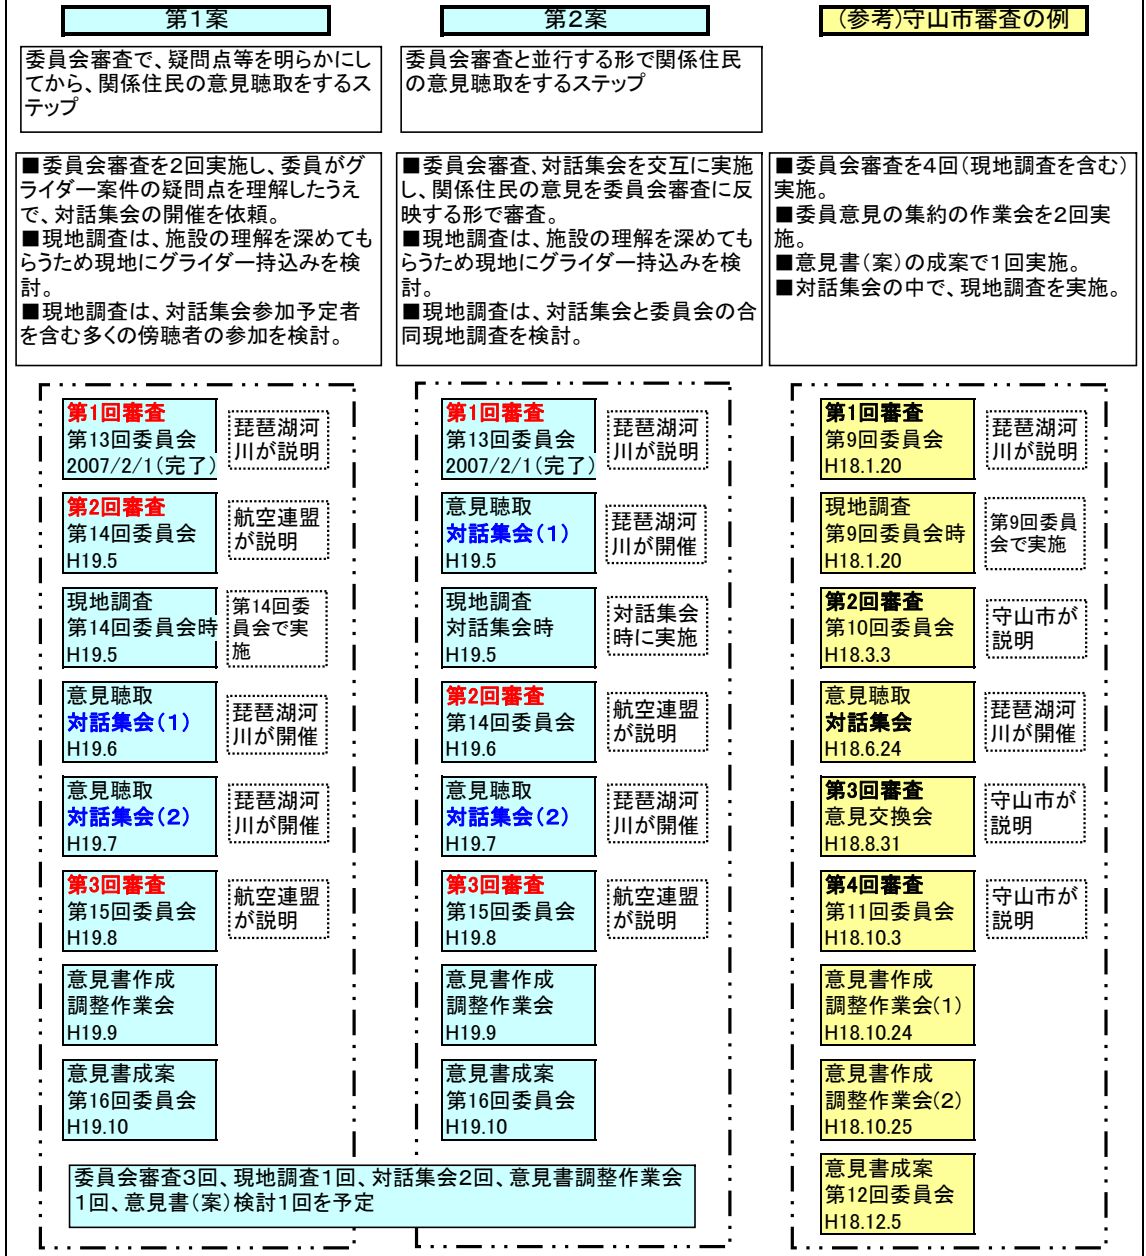 第1案
委員会審査で、疑問点等を明らかにし
てから、関係住民の意見聴取をするス
テップ
■委員会審査を2回実施し、委員がグ
ライダー案件の疑問点を理解したうえ
で、対話集会の開催を依頼。
■現地調査は、施設の理解を深めても
らうため現地にグライダー持込みを検
討。
■現地調査は、対話集会参加予定者
を含む多くの傍聴者の参加を検討。
第1回審査
第13回委員会
2007/2/1(完了)
琵琶湖河
川が説明
第2回審査
第14回委員会
H19.5
航空連盟
が説明
現地調査
第14回委員会時
H19.5
第14回委
員会で実
施
意見聴取
対話集会(1)
H19.6
琵琶湖河
川が開催
意見聴取
対話集会(2)
H19.7
琵琶湖河
川が開催
第3回審査
第15回委員会
H19.8
航空連盟
が説明
意見書作成
調整作業会
H19.9
意見書成案
第16回委員会
H19.10
第2案
委員会審査と並行する形で関係住民
の意見聴取をするステップ
■委員会審査、対話集会を交互に実施
し、関係住民の意見を委員会審査に反
映する形で審査。
■現地調査は、施設の理解を深めても
らうため現地にグライダー持込みを検
討。
■現地調査は、対話集会と委員会の合
同現地調査を検討。
第1回審査
第13回委員会
2007/2/1(完了)
琵琶湖河
川が説明
意見聴取
対話集会(1)
H19.5
琵琶湖河
川が開催
現地調査
対話集会時
H19.5
対話集会
時に実施
第2回審査
第14回委員会
H19.6
航空連盟
が説明
意見聴取
対話集会(2)
H19.7
琵琶湖河
川が開催
第3回審査
第15回委員会
H19.8
航空連盟
が説明
意見書作成
調整作業会
H19.9
意見書成案
第16回委員会
H19.10
委員会審査3回、現地調査1回、対話集会2回、意見書調整作業会
1回、意見書(案)検討1回を予定
(参考)守山市審査の例
■委員会審査を4回(現地調査を含む)
実施。
■委員意見の集約の作業会を2回実
施。
■意見書(案)の成案で1回実施。
■対話集会の中で、現地調査を実施。
第1回審査
第9回委員会
H18.1.20
琵琶湖河
川が説明
現地調査
第9回委員会時
H18.1.20
第9回委員
会で実施
第2回審査
第10回委員会
H18.3.3
守山市が
説明
意見聴取
対話集会
H18.6.24
琵琶湖河
川が開催
第3回審査
意見交換会
H18.8.31
守山市が
説明
第4回審査
第11回委員会
H18.10.3
守山市が
説明
意見書作成
調整作業会(1)
H18.10.24
意見書作成
調整作業会(2)
H18.10.25
意見書成案
第12回委員会
H18.12.5